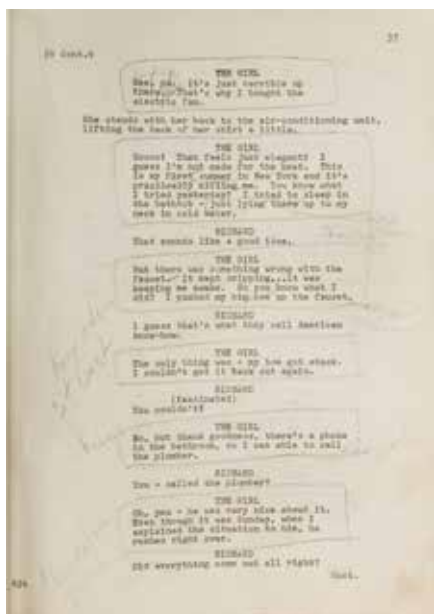 37
39 Cont.4
THE GIRL
it's just terrible up
there. That's why I bought the
electric fan.
She stands with her back to the air-conditioning unit,
lifting the back of her skirt a little.
THE GIRL
That feels just elegant! I
guess I'm not made for the heat. This
is my first summer in New York and it's
practically killing me. You know what
I tried yesterday? I tried to sleep in
the bathtub - just lying there up to my
neck in cold water.
RICHARD
That sounds like a good idea.
THE GIRL
But there was something wrong with the
faucet. It kept dripping...it was
keeping me awake. So you know what I
did? I pushed my big toe up the faucet.
RICHARD
I guess that's what they call American
know-how.
THE GIRL
The only thing was - my toe got stuck.
I couldn't get it back out again.
RICHARD
(fascinated)
You couldn't?
THE GIRL
No, but thank goodness, there's a phone
in the bathroom, so I was able to call
the plumber.
RICHARD
You - called the plumber?
THE GIRL
Oh, yes - he was very nice about it.
Even though it was Sunday, when I
explained the situation to him, he
rushed right over.
RICHARD
Did everything come out all right?
Cont.